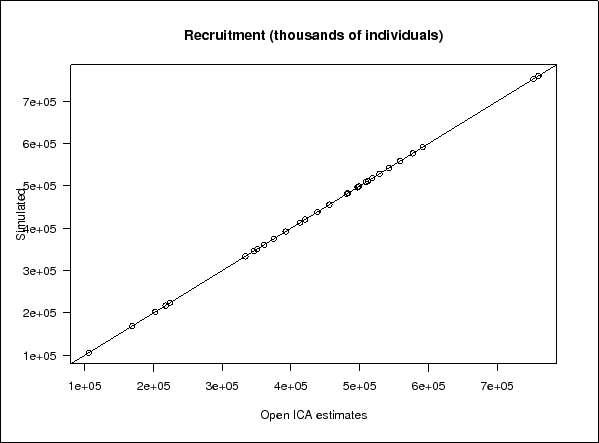 Recruitment (thousands of individuals)
7e+05
6e+05
5e+05
4e+05
3e+05
2e+05
1e+05
Simulated
1e+05 2e+05 3e+05 4e+05 5e+05 6e+05 7e+05
Open ICA estimates